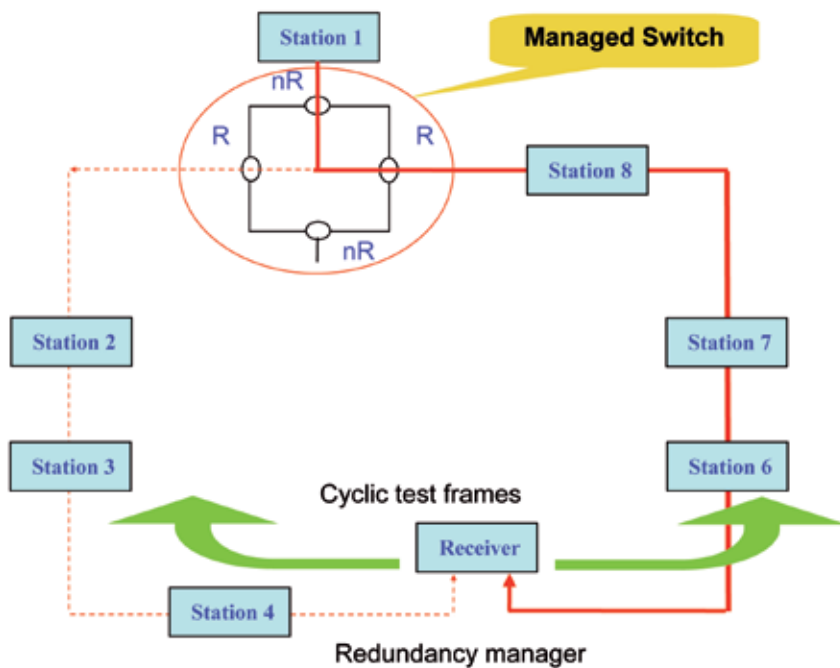 Station 1
Managed Switch
nR
R
R
Station 8
nR
Station 2
Station 7
Station 3
Station 6
Cyclic test frames
Receiver
Station 4
Redundancy manager